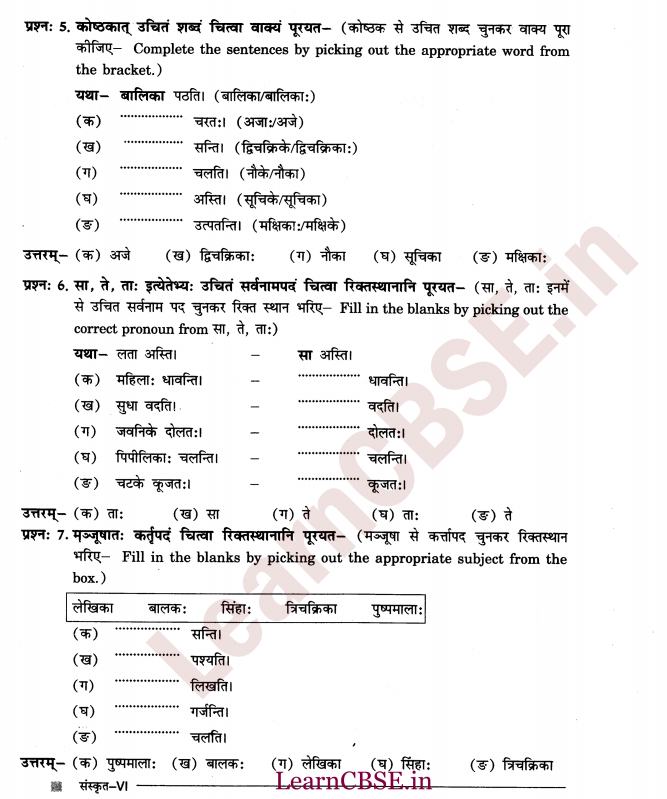 प्रश्नः 5. कोष्ठकात् उचितं शब्दं चित्वा वाक्यं पूरयत– (कोष्ठक से उचित शब्द चुनकर वाक्य पूरा
कीजिए– Complete the sentences by picking out the appropriate word from
the bracket.)
यथा– बालिका पठति। (बालिका/बालिकाः)
(क) .................. चरतः। (अजाः/अजे)
(ख) .................. सन्ति। (द्विचक्रिके/द्विचक्रिकाः)
(ग) .................. चलति। (नौके/नौका)
(घ) .................. अस्ति। (सूचिके/सूचिका)
(ङ) .................. उत्पतन्ति। (मक्षिकाः/मक्षिके)
उत्तरम्– (क) अजे (ख) द्विचक्रिकाः (ग) नौका (घ) सूचिका (ङ) मक्षिकाः
प्रश्नः 6. सा, ते, ताः इत्येतेभ्यः उचितं सर्वनामपदं चित्वा रिक्तस्थानानि पूरयत– (सा, ते, ताः इनमें
से उचित सर्वनाम पद चुनकर रिक्त स्थान भरिए– Fill in the blanks by picking out the
correct pronoun from सा, ते, ताः)
यथा– लता अस्ति। – सा अस्ति।
(क) महिलाः धावन्ति। – .................. धावन्ति।
(ख) सुधा वदति। – .................. वदति।
(ग) जवनिके दोलतः। – .................. दोलतः।
(घ) पिपीलिकाः चलन्ति। – .................. चलन्ति।
(ङ) चटके कूजतः। – .................. कूजतः।
उत्तरम्– (क) ताः (ख) सा (ग) ते (घ) ताः (ङ) ते
प्रश्नः 7. मञ्जूषातः कर्तृपदं चित्वा रिक्तस्थानानि पूरयत– (मञ्जूषा से कर्त्तापद चुनकर रिक्तस्थान
भरिए– Fill in the blanks by picking out the appropriate subject from the
box.)
लेखिका बालकः सिंहाः त्रिचक्रिका पुष्पमालाः
(क) .................. सन्ति।
(ख) .................. पश्यति।
(ग) .................. लिखति।
(घ) .................. गर्जन्ति।
(ङ) .................. चलति।
उत्तरम्– (क) पुष्पमालाः (ख) बालकः (ग) लेखिका (घ) सिंहाः (ङ) त्रिचक्रिका
संस्कृत–VI
LearnCBSE.in
LearnCBSE.in